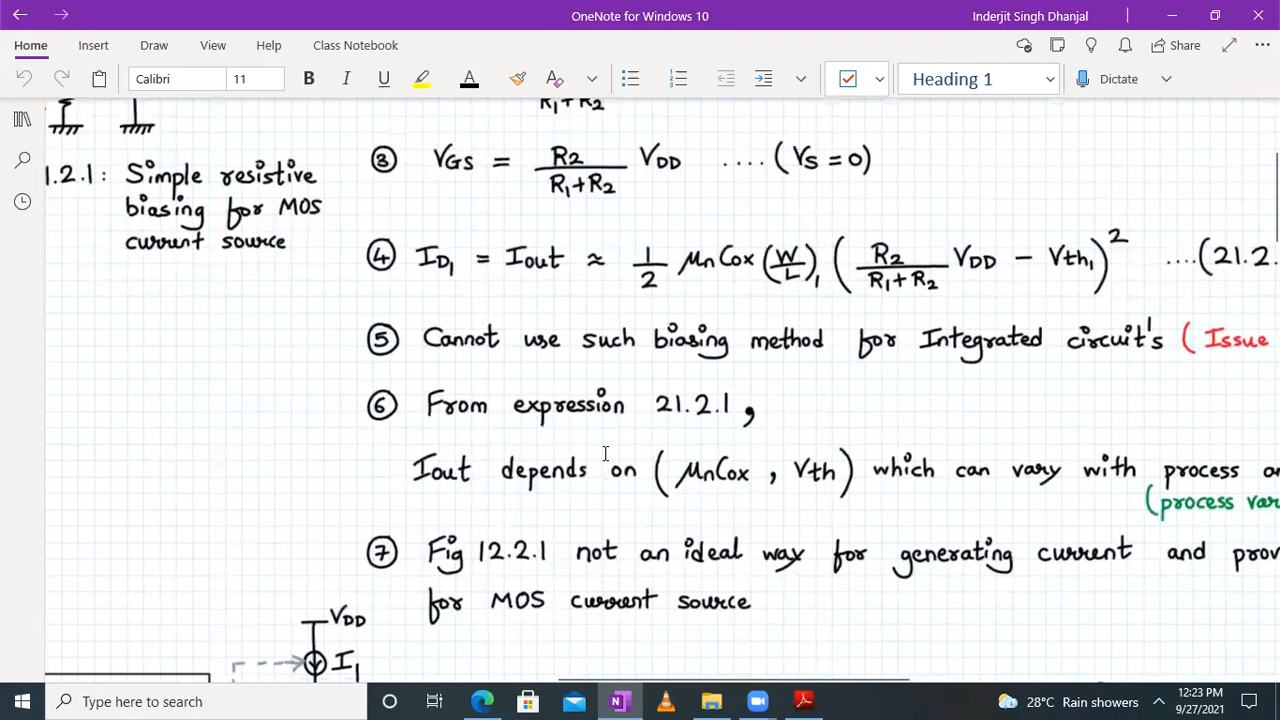 OneNote for Windows 10
Inderjit Singh Dhanjal
Home Insert Draw View Help Class Notebook
Share
Calibri 11 B I U A Heading 1 Dictate
R1+R2
③ VGS = R2 / R1+R2 VDD ....(VS=0)
1.2.1: Simple resistive
biasing for MOS
current source
④ ID1 = Iout ≈ 1/2 μnCox (W/L)1 (R2 / R1+R2 VDD − Vth1)² ....(21.2.
⑤ Cannot use such biasing method for Integrated circuit's (Issue
⑥ From expression 21.2.1,
Iout depends on (μnCox, Vth) which can vary with process
(process var
⑦ Fig 12.2.1 not an ideal way for generating current and prov
for MOS current source
VDD
I1
Type here to search
28°C Rain showers
12:23 PM
9/27/2021